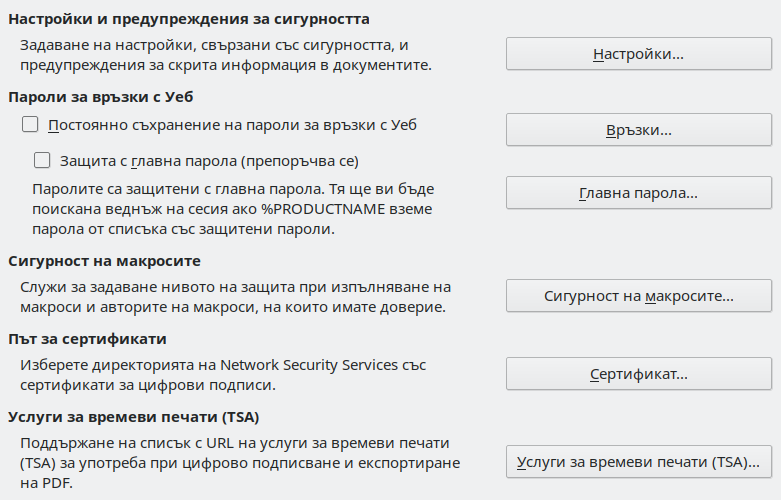 Настройки и предупреждения за сигурността
Задаване на настройки, свързани със сигурността, и
предупреждения за скрита информация в документите.
Настройки...
Пароли за връзки с Уеб
Постоянно съхранение на пароли за връзки с Уеб
Връзки...
Защита с главна парола (препоръчва се)
Паролите са защитени с главна парола. Тя ще ви бъде
поискана веднъж на сесия ако %PRODUCTNAME вземе
парола от списъка със защитени пароли.
Главна парола...
Сигурност на макросите
Служи за задаване нивото на защита при изпълняване на
макроси и авторите на макроси, на които имате доверие.
Сигурност на макросите...
Път за сертификати
Изберете директорията на Network Security Services със
сертификати за цифрови подписи.
Сертификат...
Услуги за времеви печати (TSA)
Поддържане на списък с URL на услуги за времеви печати
(TSA) за употреба при цифрово подписване и експортиране
на PDF.
Услуги за времеви печати (TSA)...